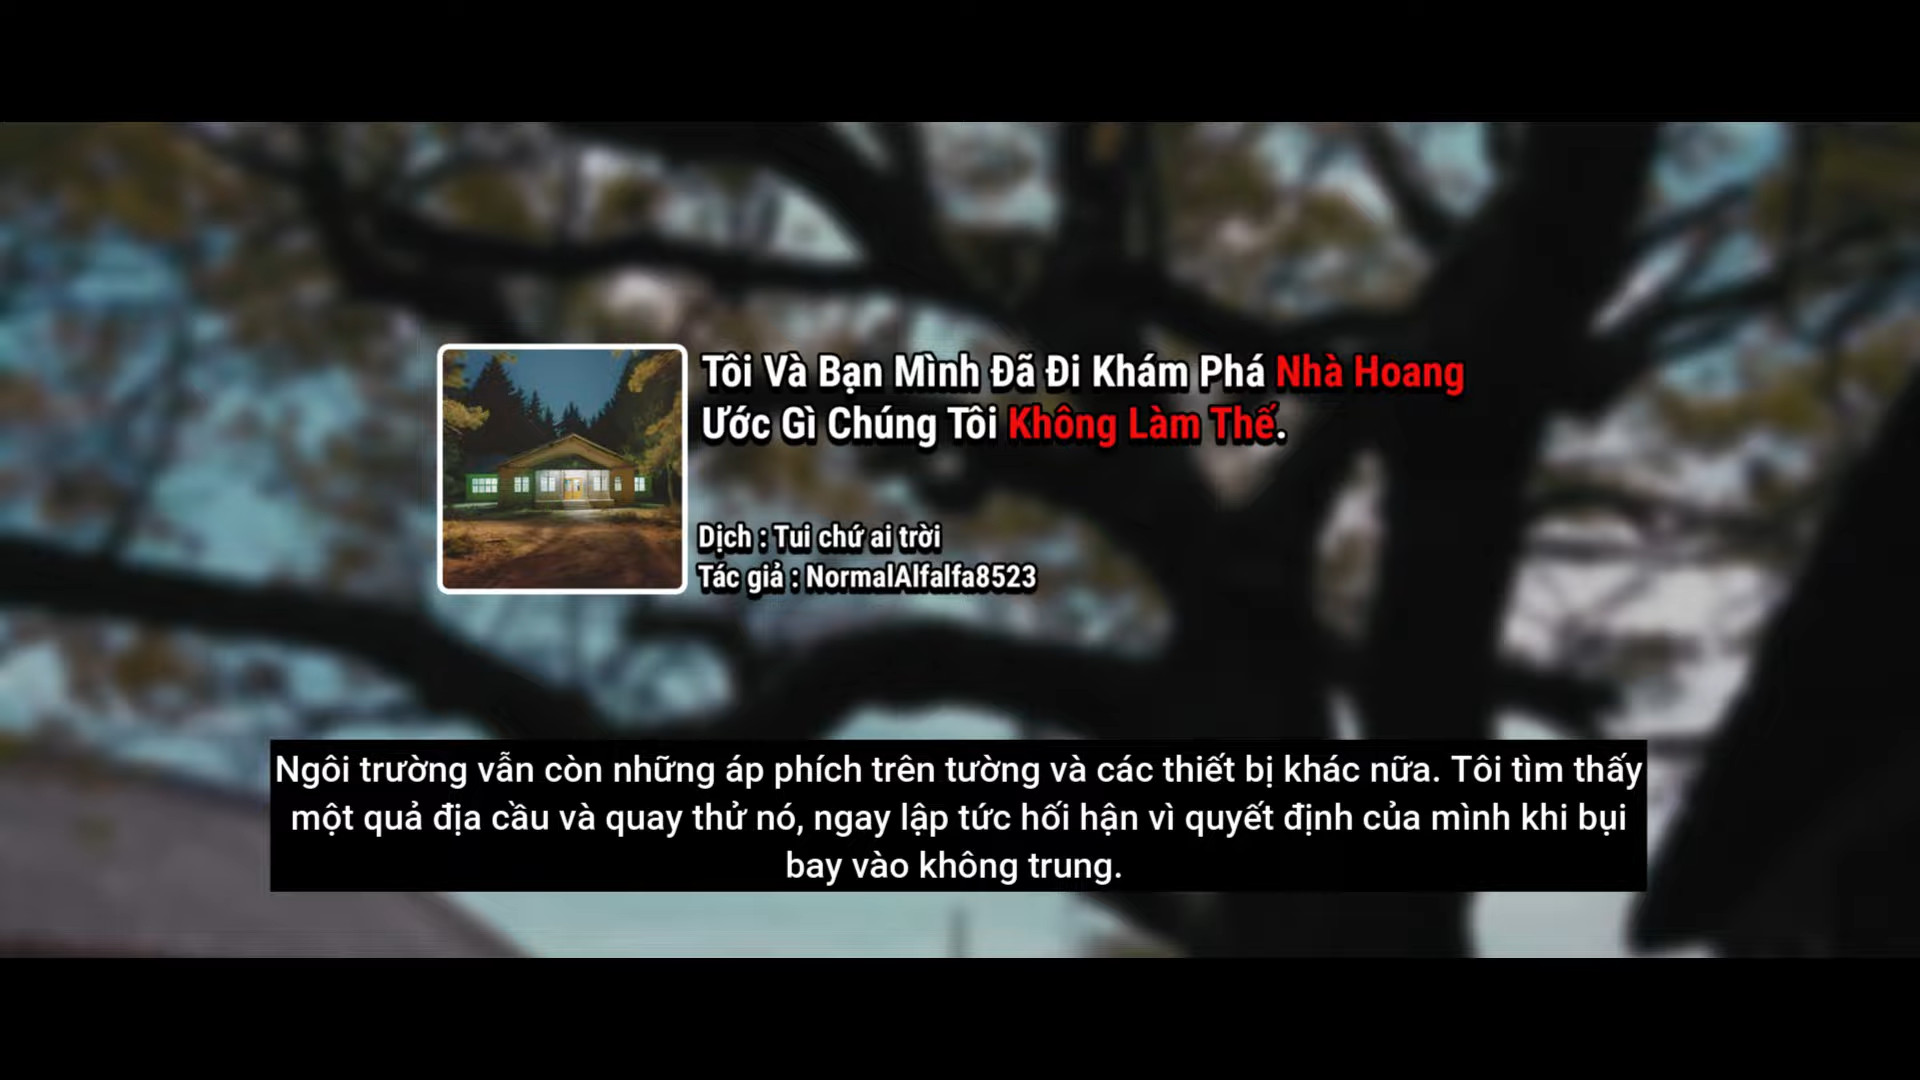 Tôi Và Bạn Mình Đã Đi Khám Phá Nhà Hoang
Ước Gì Chúng Tôi Không Làm Thế.
Dịch : Tui chứ ai trời
Tác giả : NormalAlfalfa8523
Ngôi trường vẫn còn những áp phích trên tường và các thiết bị khác nữa. Tôi tìm thấy
một quả địa cầu và quay thử nó, ngay lập tức hối hận vì quyết định của mình khi bụi
bay vào không trung.